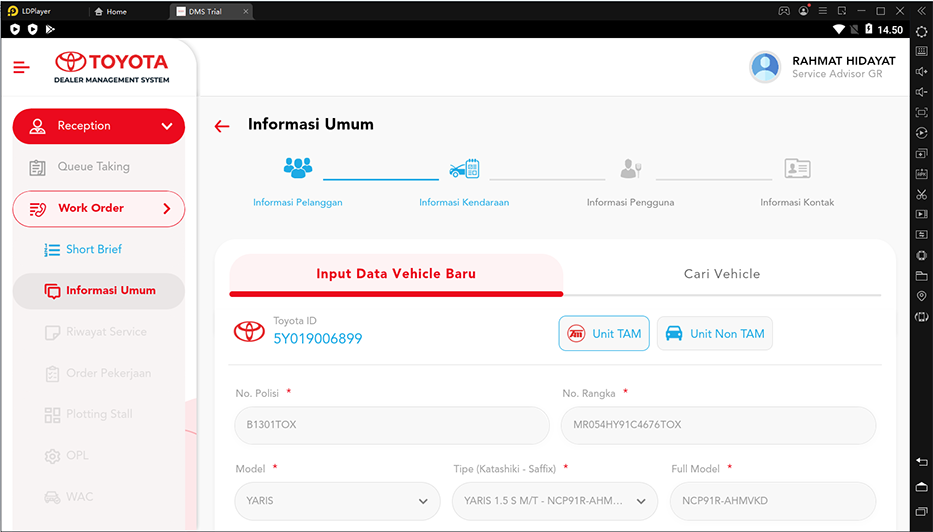 LDPlayer
Home
DMS Trial
14.50
TOYOTA
DEALER MANAGEMENT SYSTEM
RAHMAT HIDAYAT
Service Advisor GR
Reception
Queue Taking
Work Order
Short Brief
Informasi Umum
Riwayat Service
Order Pekerjaan
Plotting Stall
OPL
WAC
Informasi Umum
Informasi Pelanggan
Informasi Kendaraan
Informasi Pengguna
Informasi Kontak
Input Data Vehicle Baru
Cari Vehicle
Toyota ID
5Y019006899
Unit TAM
Unit Non TAM
No. Polisi *
No. Rangka *
B1301TOX
MR054HY91C4676TOX
Model *
Tipe (Katashiki - Saffix) *
Full Model *
YARIS
YARIS 1.5 S M/T - NCP91R-AHM...
NCP91R-AHMVKD